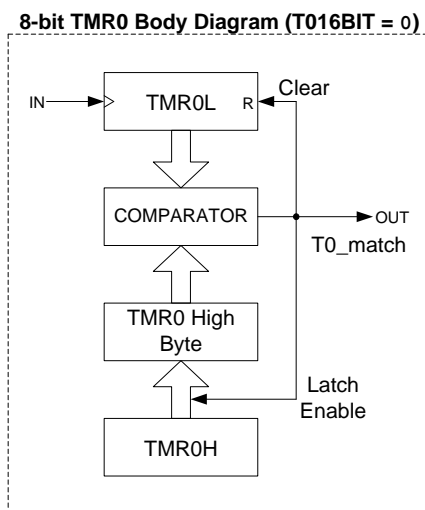 8-bit TMR0 Body Diagram (T016BIT = 0)
IN
TMR0L
R
Clear
COMPARATOR
OUT
T0_match
TMR0 High
Byte
Latch
Enable
TMR0H